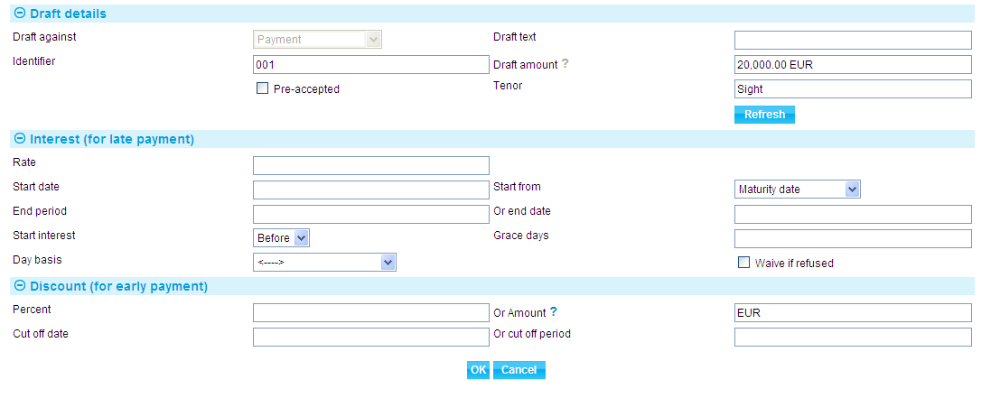 Draft details
Draft against Payment Draft text
Identifier 001 Draft amount ? 20,000.00 EUR
Pre-accepted Tenor Sight
Refresh
Interest (for late payment)
Rate
Start date Start from Maturity date
End period Or end date
Start interest Before Grace days
Day basis <----> Waive if refused
Discount (for early payment)
Percent Or Amount ? EUR
Cut off date Or cut off period
OK Cancel